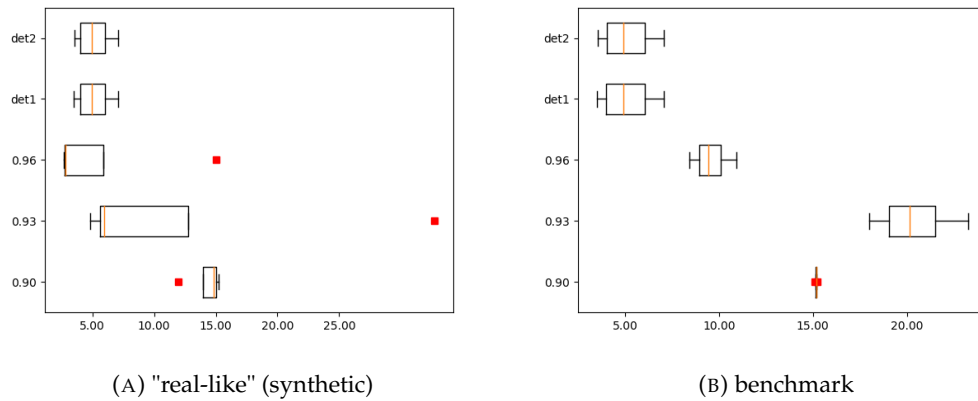 det2
det1
0.96
0.93
0.90
5.00 10.00 15.00 20.00 25.00
(A) "real-like" (synthetic)
det2
det1
0.96
0.93
0.90
5.00 10.00 15.00 20.00
(B) benchmark